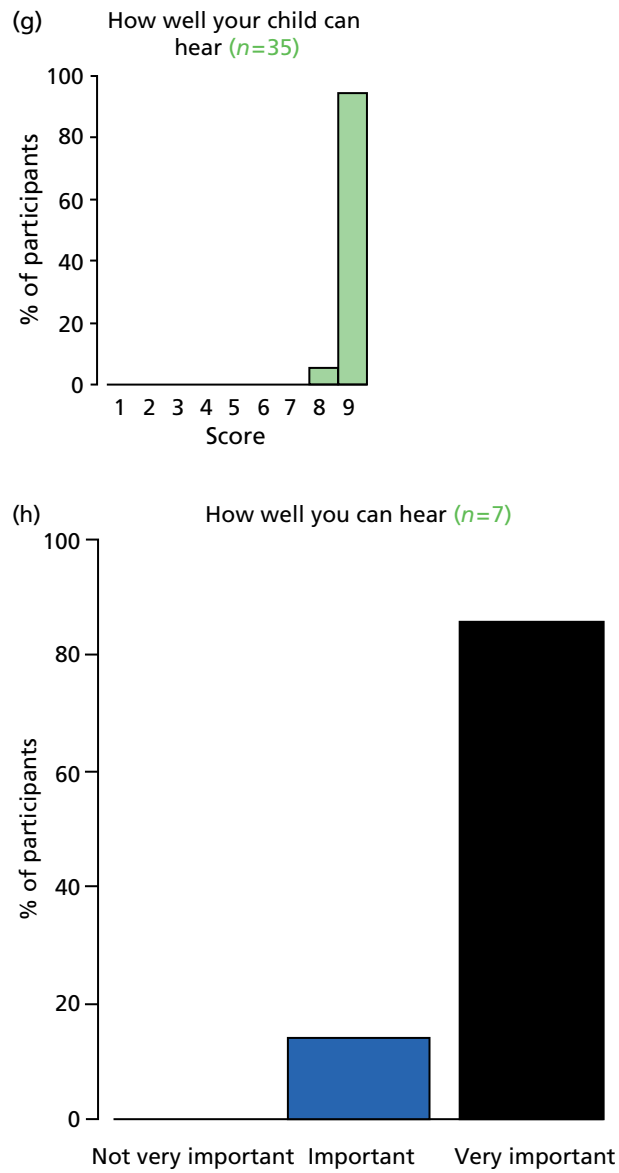 (g)
How well your child can
hear (n=35)
100
80
60
40
20
0
% of participants
1 2 3 4 5 6 7 8 9
Score
(h)
How well you can hear (n=7)
100
80
60
40
20
0
% of participants
Not very important Important Very important